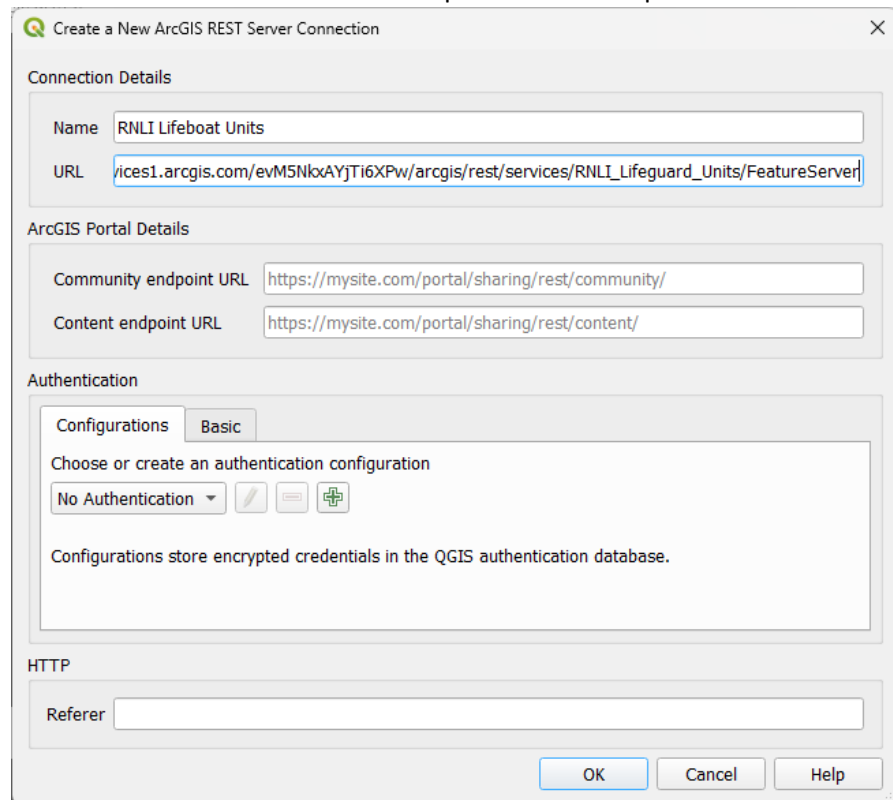 Create a New ArcGIS REST Server Connection
Connection Details
Name RNLI Lifeboat Units
URL vices1.arcgis.com/evM5NkxAYjTi6XPw/arcgis/rest/services/RNLI_Lifeguard_Units/FeatureServer
ArcGIS Portal Details
Community endpoint URL https://mysite.com/portal/sharing/rest/community/
Content endpoint URL https://mysite.com/portal/sharing/rest/content/
Authentication
Configurations Basic
Choose or create an authentication configuration
No Authentication
Configurations store encrypted credentials in the QGIS authentication database.
HTTP
Referer
OK Cancel Help